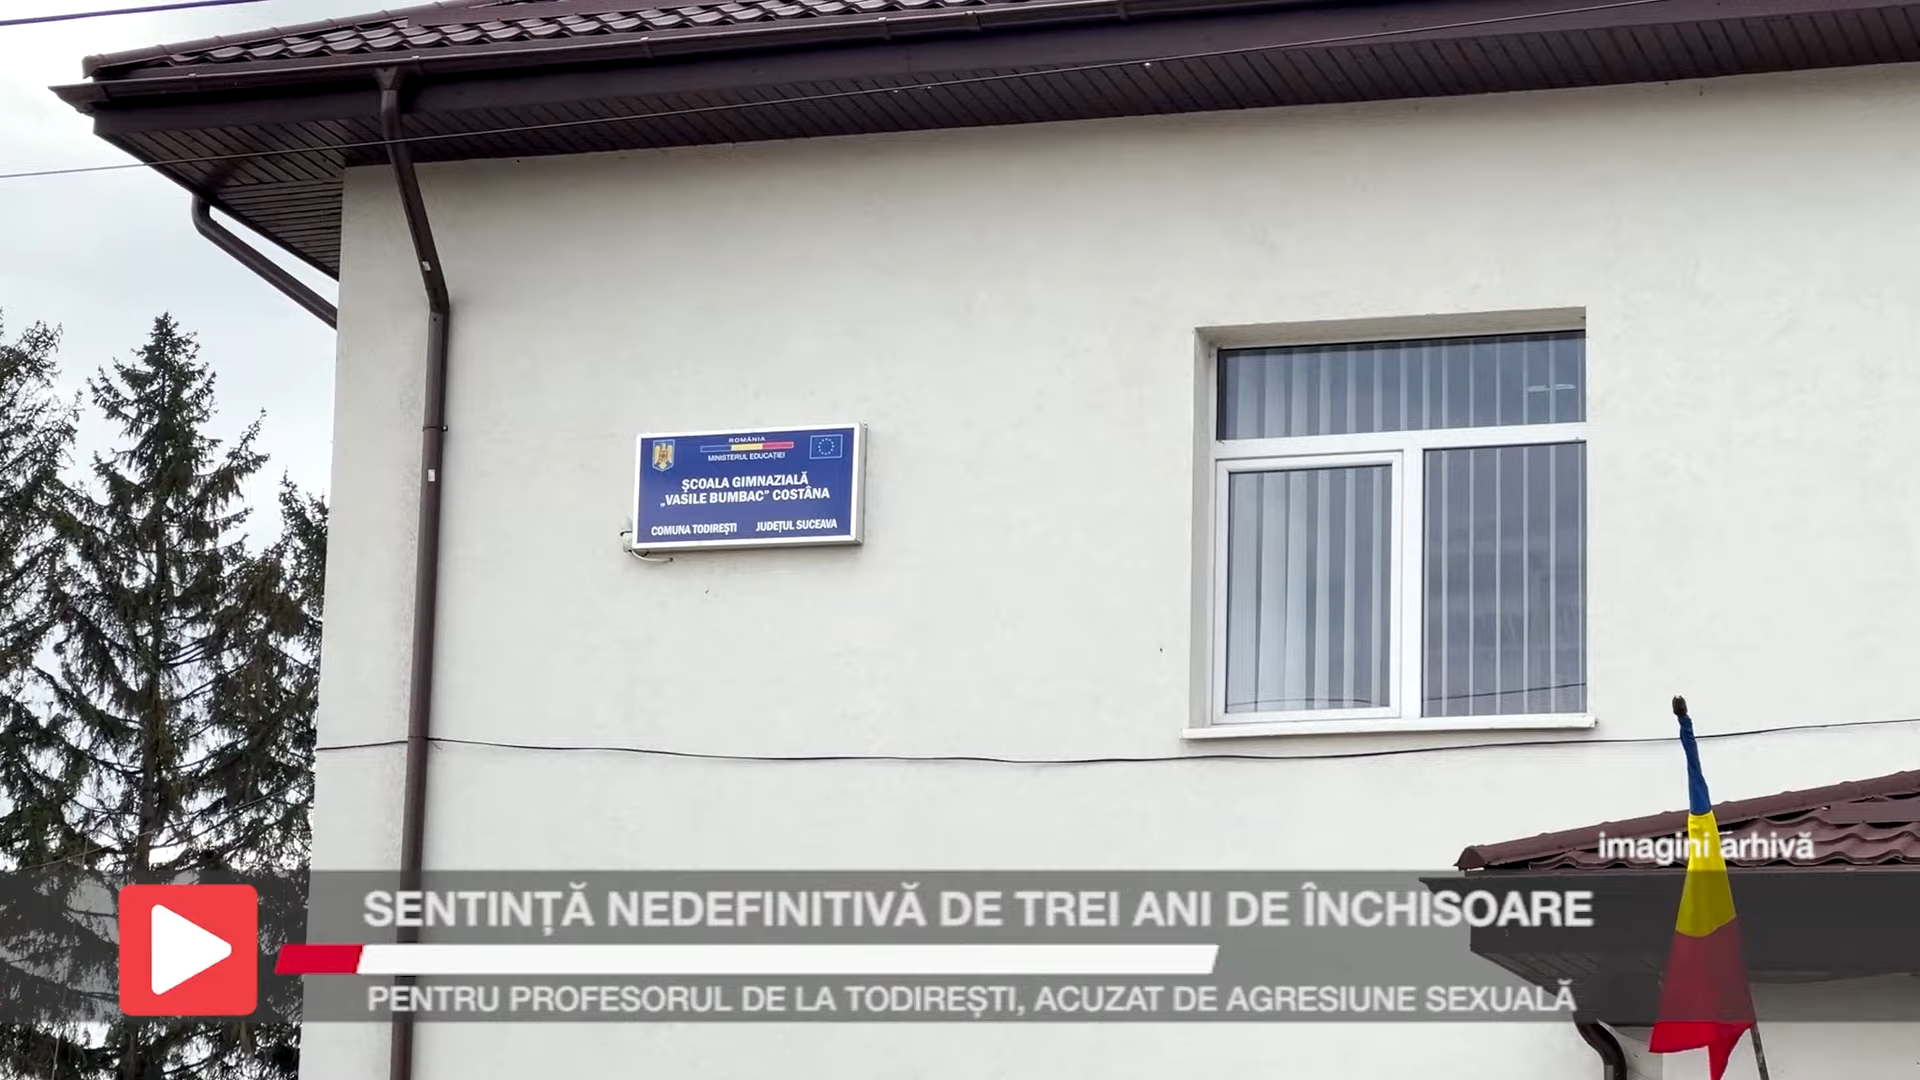 ROMÂNIA
MINISTERUL EDUCAȚIEI
ŞCOALA GIMNAZIALĂ
„VASILE BUMBAC" COSTÂNA
COMUNA TODIREȘTI JUDEȚUL SUCEAVA
imagini arhivă
SENTINȚĂ NEDEFINITIVĂ DE TREI ANI DE ÎNCHISOARE
PENTRU PROFESORUL DE LA TODIREȘTI, ACUZAT DE AGRESIUNE SEXUALĂ